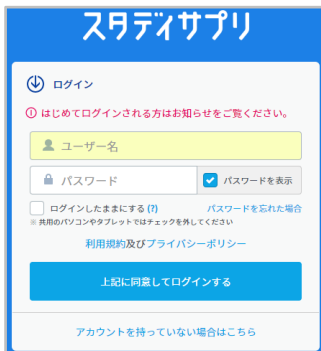 スタディサプリ
ログイン
はじめてログインされる方はお知らせをご覧ください。
ユーザー名
パスワード
パスワードを表示
ログインしたままにする (?)
パスワードを忘れた場合
※ 共用のパソコンやタブレットではチェックを外してください
利用規約及びプライバシーポリシー
上記に同意してログインする
アカウントを持っていない場合はこちら